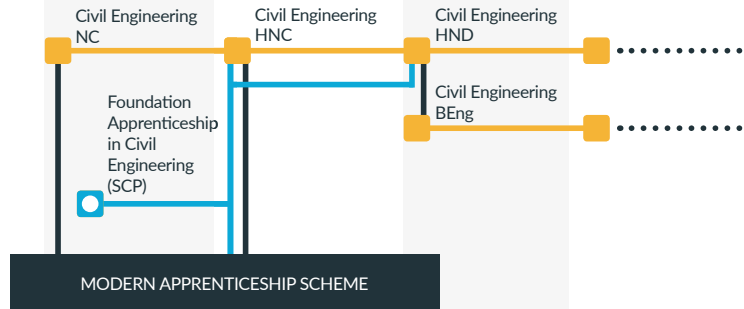 Civil Engineering
NC
Civil Engineering
HNC
Civil Engineering
HND
Civil Engineering
BEng
Foundation
Apprenticeship
in Civil
Engineering
(SCP)
MODERN APPRENTICESHIP SCHEME